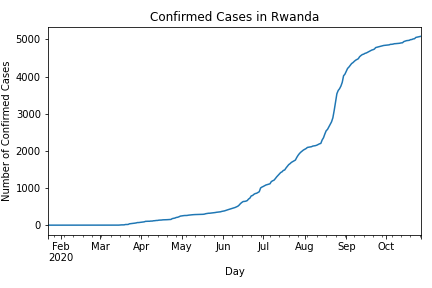 Confirmed Cases in Rwanda
5000
4000
3000
2000
1000
0
Number of Confirmed Cases
Feb Mar Apr May Jun Jul Aug Sep Oct
2020
Day